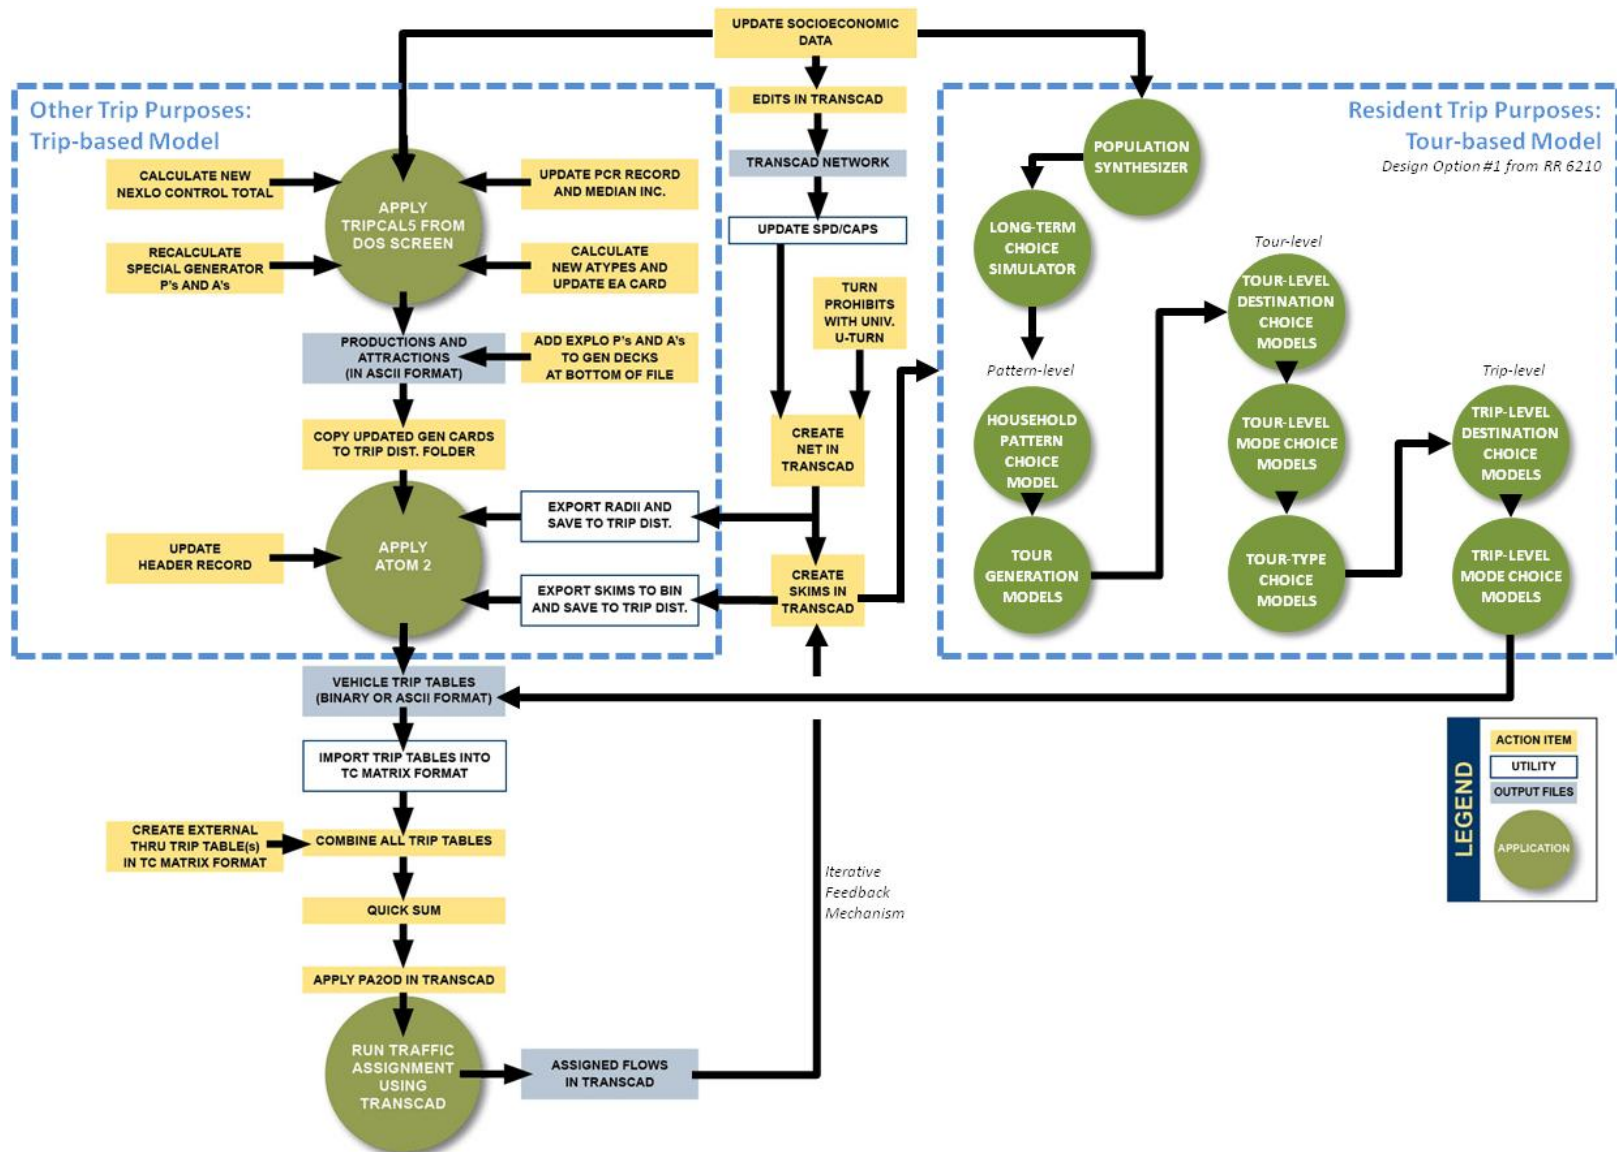 UPDATE SOCIOECONOMIC
DATA
EDITS IN TRANSCAD
TRANSCAD NETWORK
UPDATE SPD/CAPS
TURN
PROHIBITS
WITH UNIV.
U-TURN
CREATE
NET IN
TRANSCAD
CREATE
SKIMS IN
TRANSCAD
Other Trip Purposes:
Trip-based Model
CALCULATE NEW
NEXLO CONTROL TOTAL
UPDATE PCR RECORD
AND MEDIAN INC.
APPLY
TRIPCAL5 FROM
DOS SCREEN
RECALCULATE
SPECIAL GENERATOR
P's AND A's
CALCULATE
NEW ATYPES AND
UPDATE EA CARD
PRODUCTIONS AND
ATTRACTIONS
(IN ASCII FORMAT)
ADD EXPLO P's AND A's
TO GEN DECKS
AT BOTTOM OF FILE
COPY UPDATED GEN CARDS
TO TRIP DIST. FOLDER
EXPORT RADII AND
SAVE TO TRIP DIST.
UPDATE
HEADER RECORD
APPLY
ATOM 2
EXPORT SKIMS TO BIN
AND SAVE TO TRIP DIST.
Resident Trip Purposes:
Tour-based Model
Design Option #1 from RR 6210
POPULATION
SYNTHESIZER
LONG-TERM
CHOICE
SIMULATOR
Pattern-level
HOUSEHOLD
PATTERN
CHOICE
MODEL
TOUR
GENERATION
MODELS
Tour-level
TOUR-LEVEL
DESTINATION
CHOICE
MODELS
TOUR-LEVEL
MODE CHOICE
MODELS
TOUR-TYPE
CHOICE
MODELS
Trip-level
TRIP-LEVEL
DESTINATION
CHOICE
MODELS
TRIP-LEVEL
MODE CHOICE
MODELS
VEHICLE TRIP TABLES
(BINARY OR ASCII FORMAT)
IMPORT TRIP TABLES INTO
TC MATRIX FORMAT
CREATE EXTERNAL
THRU TRIP TABLE(s)
IN TC MATRIX FORMAT
COMBINE ALL TRIP TABLES
QUICK SUM
APPLY PA2OD IN TRANSCAD
RUN TRAFFIC
ASSIGNMENT
USING
TRANSCAD
ASSIGNED FLOWS
IN TRANSCAD
Iterative
Feedback
Mechanism
LEGEND
ACTION ITEM
UTILITY
OUTPUT FILES
APPLICATION